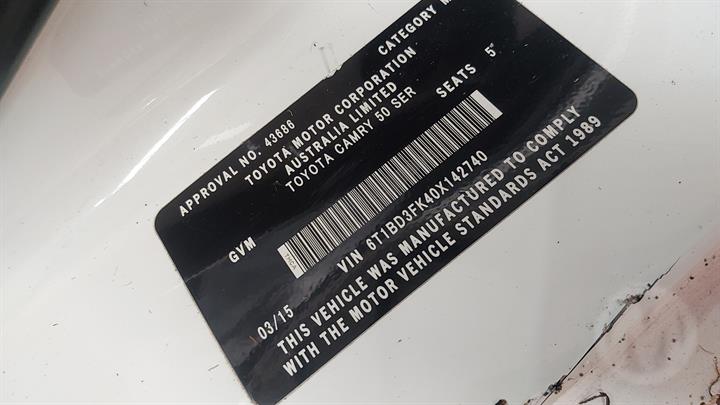 APPROVAL NO. 43686 CATEGORY M
TOYOTA MOTOR CORPORATION
AUSTRALIA LIMITED
TOYOTA CAMRY 50 SER SEATS 5
GVM
VIN 6T1BD3FK40X142740
03/15
THIS VEHICLE WAS MANUFACTURED TO COMPLY
WITH THE MOTOR VEHICLE STANDARDS ACT 1989